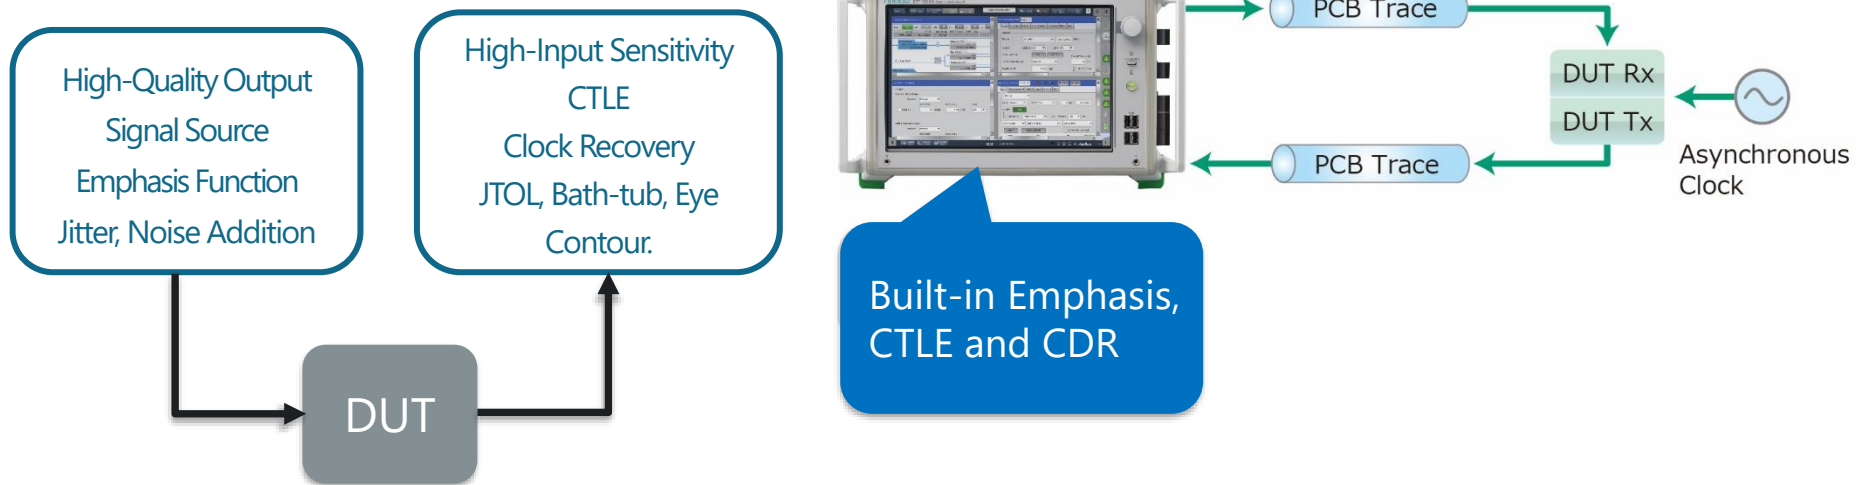 High-Quality Output
Signal Source
Emphasis Function
Jitter, Noise Addition
High-Input Sensitivity
CTLE
Clock Recovery
JTOL, Bath-tub, Eye
Contour.
DUT
Built-in Emphasis,
CTLE and CDR
PCB Trace
DUT Rx
DUT Tx
PCB Trace
Asynchronous
Clock